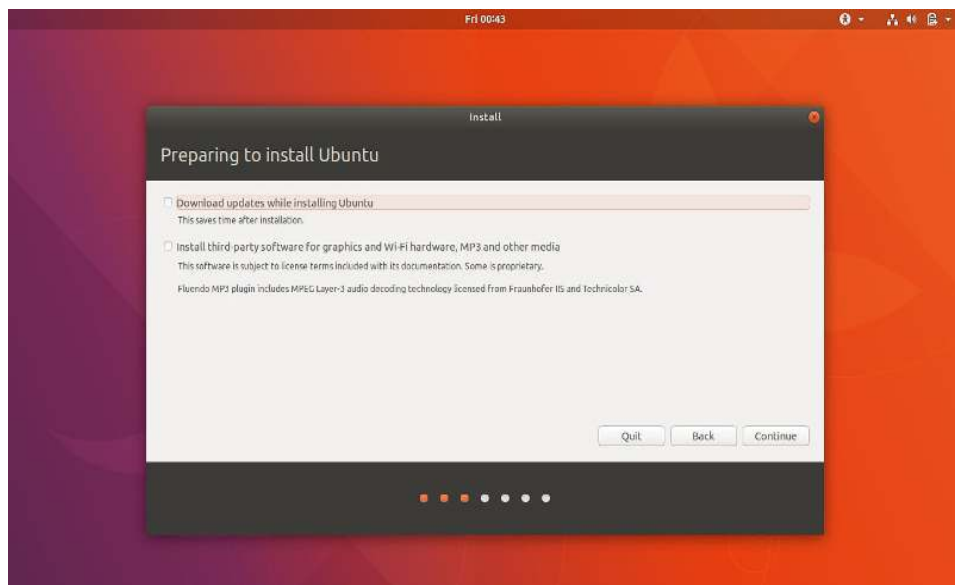 Fri 00:43
Install
Preparing to install Ubuntu
Download updates while installing Ubuntu
This saves time after installation.
Install third-party software for graphics and Wi-Fi hardware, MP3 and other media
This software is subject to license terms included with its documentation. Some is proprietary.
Fluendo MP3 plugin includes MPEG Layer-3 audio decoding technology licensed from Fraunhofer IIS and Technicolor SA.
Quit
Back
Continue